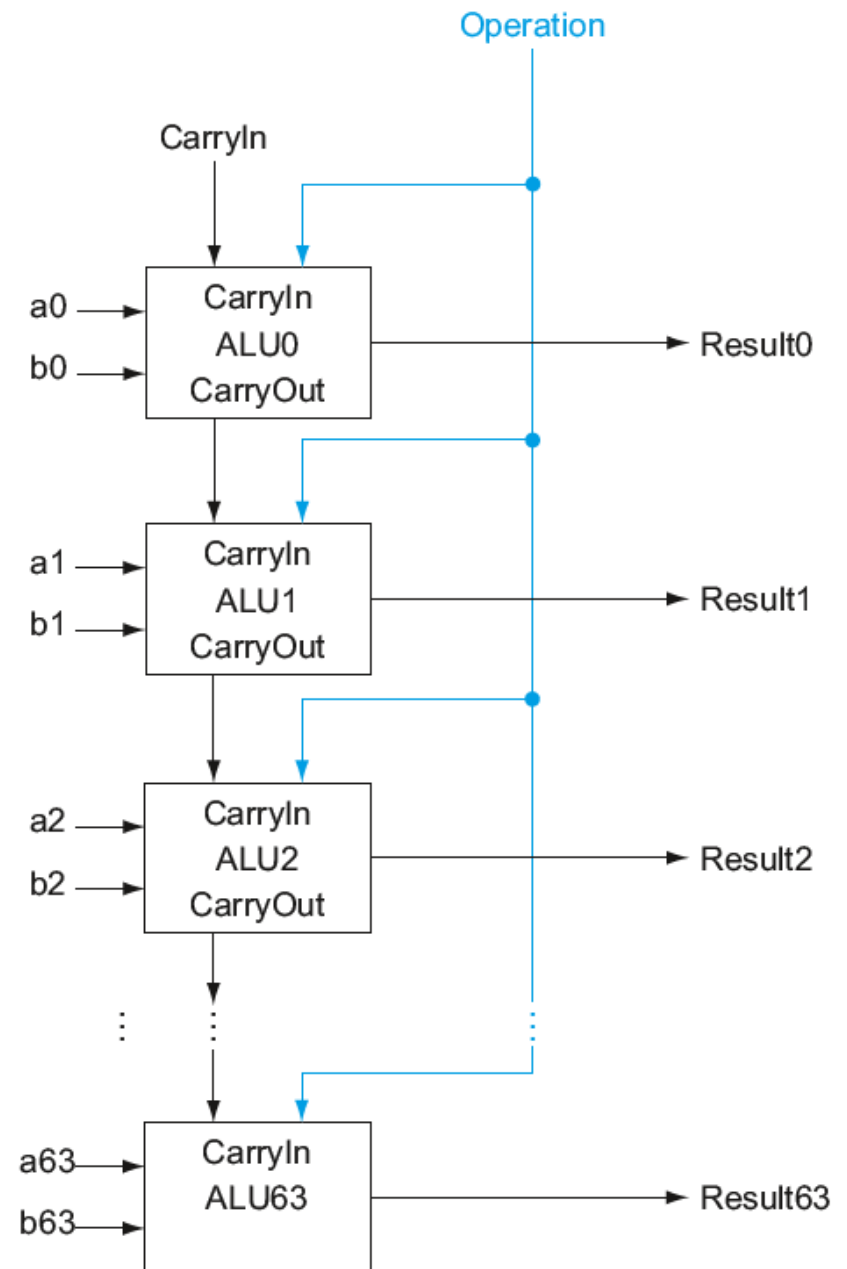 Operation
CarryIn
CarryIn
a0
ALU0
Result0
b0
CarryOut
CarryIn
a1
ALU1
Result1
b1
CarryOut
CarryIn
a2
ALU2
Result2
b2
CarryOut
CarryIn
a63
ALU63
Result63
b63